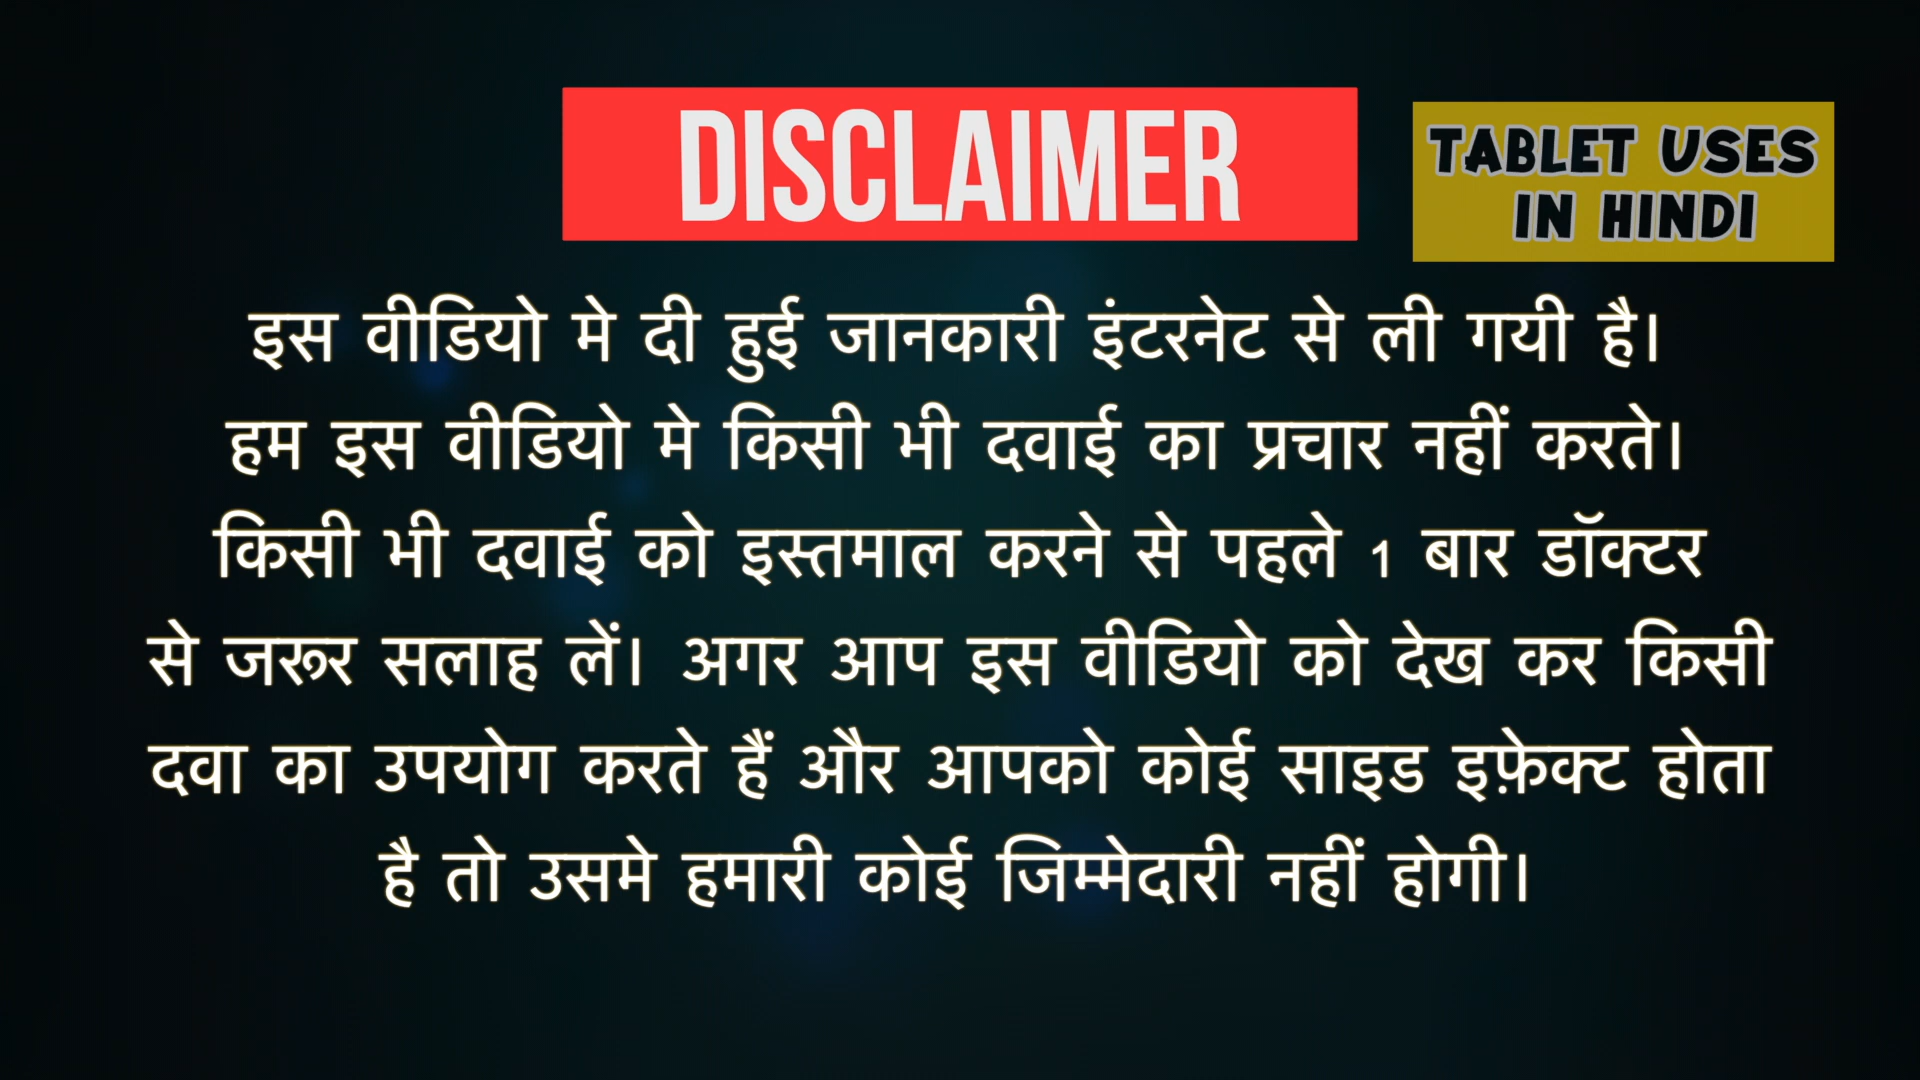 DISCLAIMER
TABLET USES
IN HINDI
इस वीडियो मे दी हुई जानकारी इंटरनेट से ली गयी है।
हम इस वीडियो मे किसी भी दवाई का प्रचार नहीं करते।
किसी भी दवाई को इस्तमाल करने से पहले 1 बार डॉक्टर
से जरूर सलाह लें। अगर आप इस वीडियो को देख कर किसी
दवा का उपयोग करते हैं और आपको कोई साइड इफ़ेक्ट होता
है तो उसमे हमारी कोई जिम्मेदारी नहीं होगी।